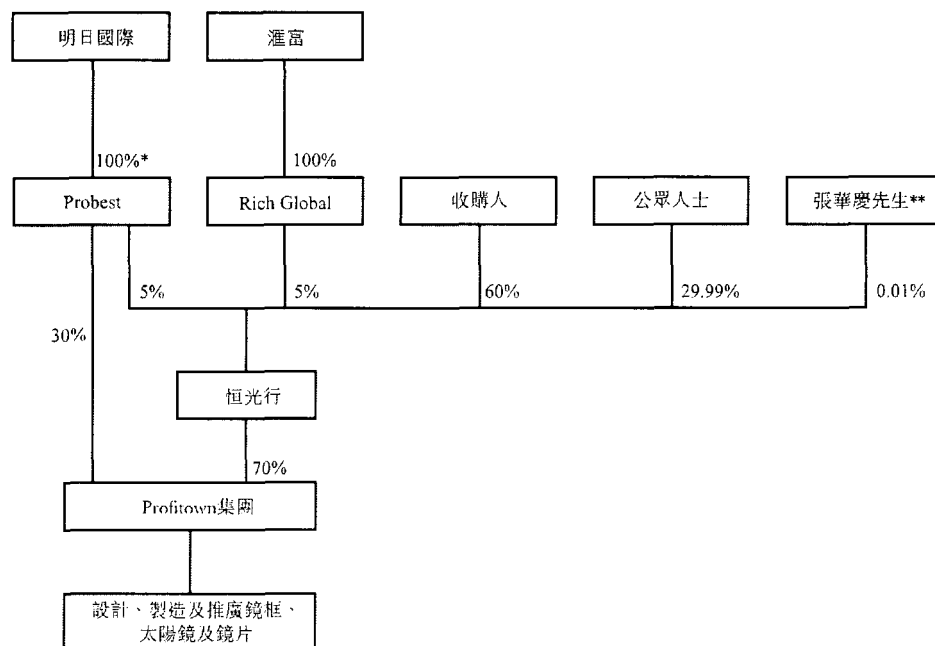 明日國際
滙富
100%*
100%
Probest
Rich Global
收購人
公眾人士
張華慶先生**
5%
5%
60%
29.99%
0.01%
30%
恒光行
70%
Profitown集團
設計、製造及推廣鏡框、
太陽鏡及鏡片